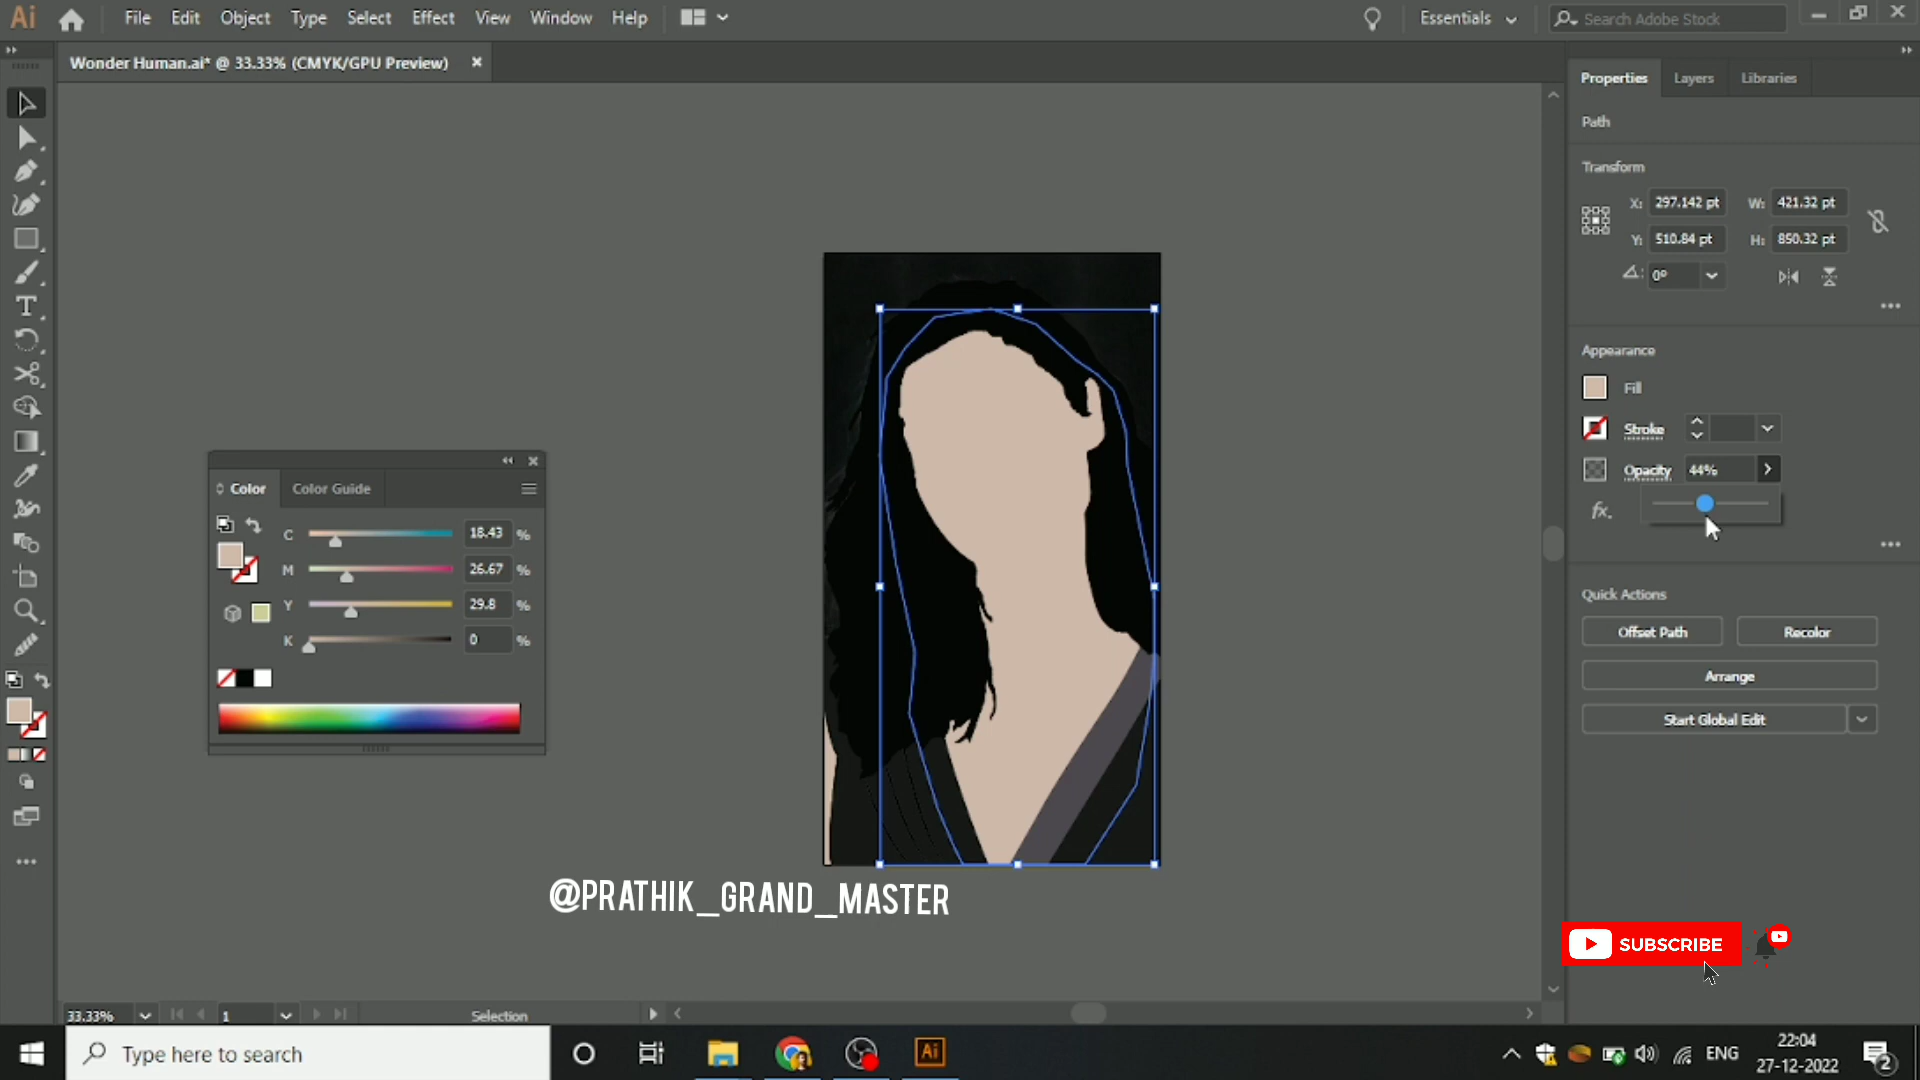 Ai File Edit Object Type Select Effect View Window Help Essentials Search Adobe Stock
Wonder Human.ai* @ 33.33% (CMYK/GPU Preview) ×
Properties Layers Libraries
Path
Transform
X: 297.142 pt W: 421.32 pt
Y: 510.84 pt H: 850.32 pt
0°
Appearance
Fill
Stroke
Opacity 44%
fx.
Quick Actions
Offset Path Recolor
Arrange
Start Global Edit
Color Color Guide
C 18.43 %
M 26.67 %
Y 29.8 %
K 0 %
@PRATHIK_GRAND_MASTER
SUBSCRIBE
33.33% 1 Selection
Type here to search
Ai
ENG
22:04
27-12-2022
2